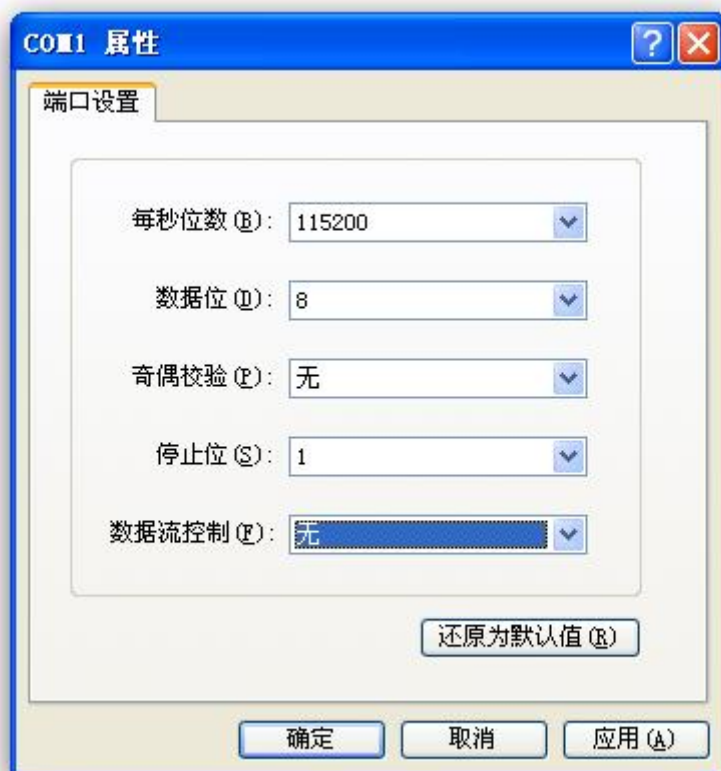 COM1 属性
端口设置
每秒位数(B): 115200
数据位(D): 8
奇偶校验(P): 无
停止位(S): 1
数据流控制(F): 无
还原为默认值(R)
确定 取消 应用(A)